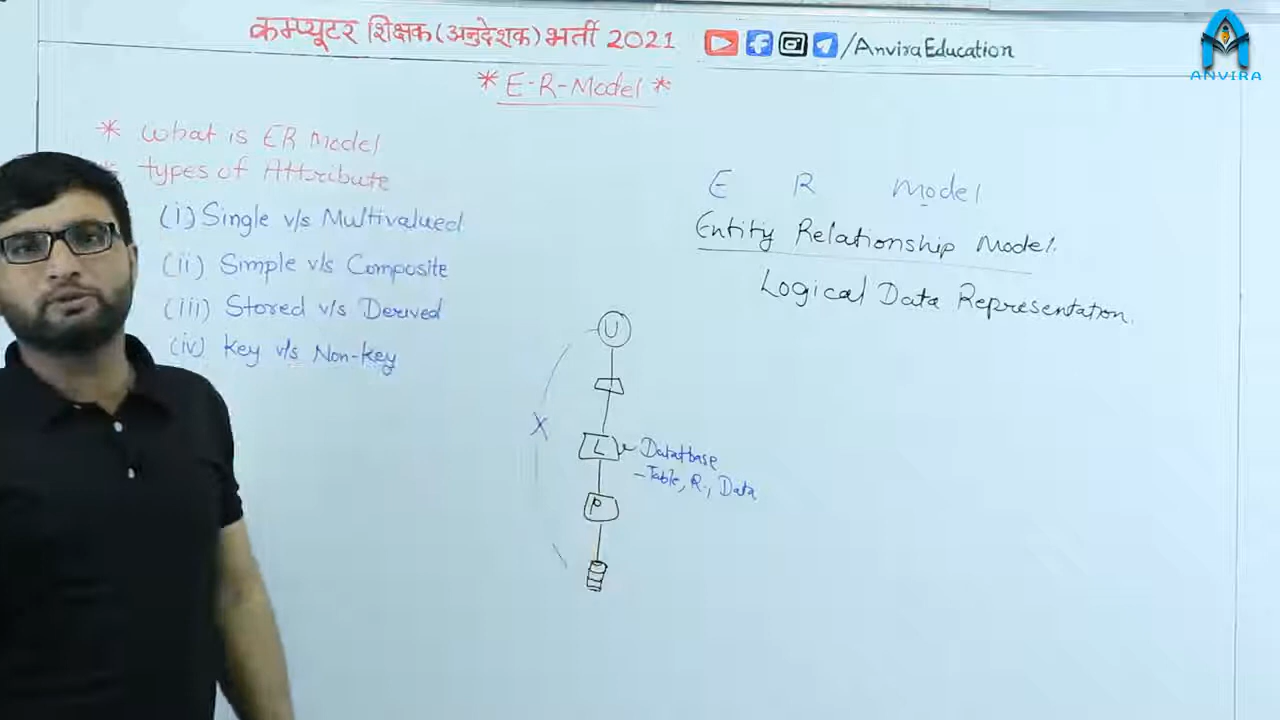 कम्प्यूटर शिक्षक (अनुदेशक) भर्ती 2021 /AnviraEducation
ANVIRA
* E-R-Model *
* What is ER Model
* types of Attribute
(i) Single v/s Multivalued
(ii) Simple v/s Composite
(iii) Stored v/s Derived
(iv) Key v/s Non-key
E R Model
Entity Relationship Model.
Logical Data Representation.
U
X
L
Datatbase
- Table, R., Data
P